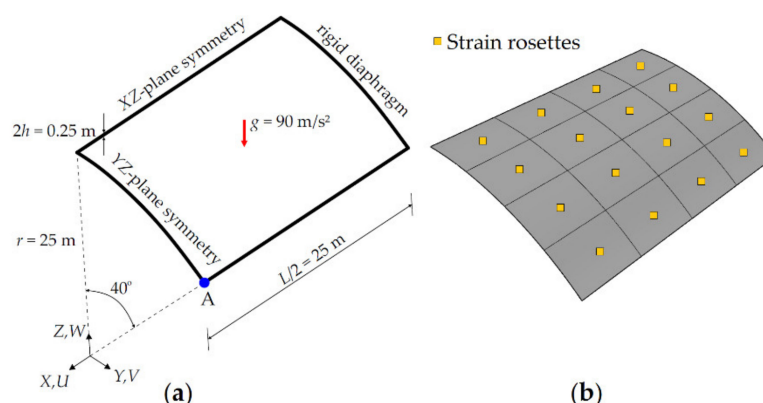 XZ-plane symmetry
rigid diaphragm
2h = 0.25 m
g = 90 m/s²
YZ-plane symmetry
r = 25 m
40°
A
L/2 = 25 m
Z,W
X,U
Y,V
(a)
Strain rosettes
(b)